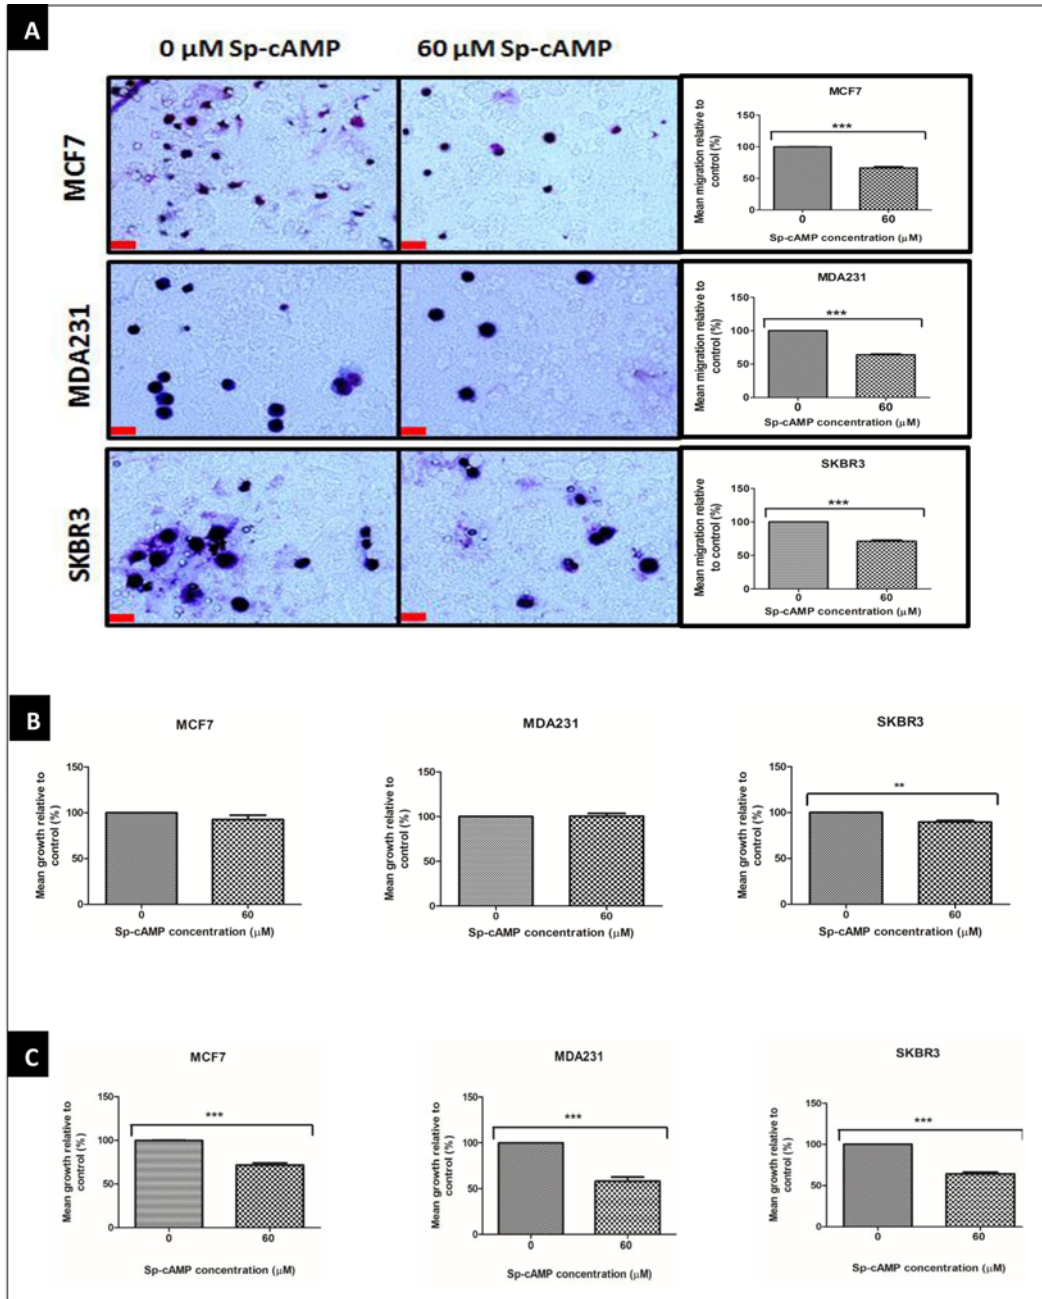 A
0 µM Sp-cAMP 60 µM Sp-cAMP
MCF7
MCF7
Mean migration relative to
control (%)
150
100
50
0
***
0 60
Sp-cAMP concentration (µM)
MDA231
MDA231
Mean migration relative to
control (%)
150
100
50
0
***
0 60
Sp-cAMP concentration (µM)
SKBR3
SKBR3
Mean migration relative
to control (%)
150
100
50
0
***
0 60
Sp-cAMP concentration (µM)
B
MCF7
Mean growth relative to
control (%)
150
100
50
0
0 60
Sp-cAMP concentration (µM)
MDA231
Mean growth relative to
control (%)
150
100
50
0
0 60
Sp-cAMP concentration (µM)
SKBR3
Mean growth relative to
control (%)
150
100
50
0
**
0 60
Sp-cAMP concentration (µM)
C
MCF7
Mean growth relative to
control (%)
150
100
50
0
***
0 60
Sp-cAMP concentration (µM)
MDA231
Mean growth relative to
control (%)
150
100
50
0
***
0 60
Sp-cAMP concentration (µM)
SKBR3
Mean growth relative to
control (%)
150
100
50
0
***
0 60
Sp-cAMP concentration (µM)